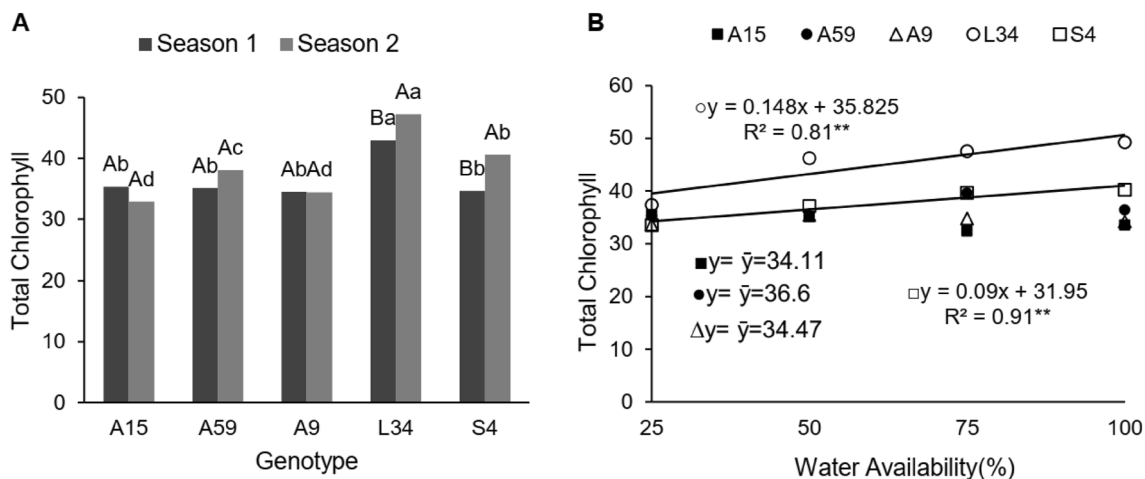 A
Season 1 Season 2
Total Chlorophyll
50
40
30
20
10
0
Ab Ad
Ab Ac
Ab Ad
Ba Aa
Bb Ab
A15 A59 A9 L34 S4
Genotype
B
A15 A59 A9 L34 S4
Total Chlorophyll
60
50
40
30
20
10
0
y = 0.148x + 35.825
R² = 0.81**
y= ȳ=34.11
y= ȳ=36.6
y= ȳ=34.47
y = 0.09x + 31.95
R² = 0.91**
25 50 75 100
Water Availability(%)